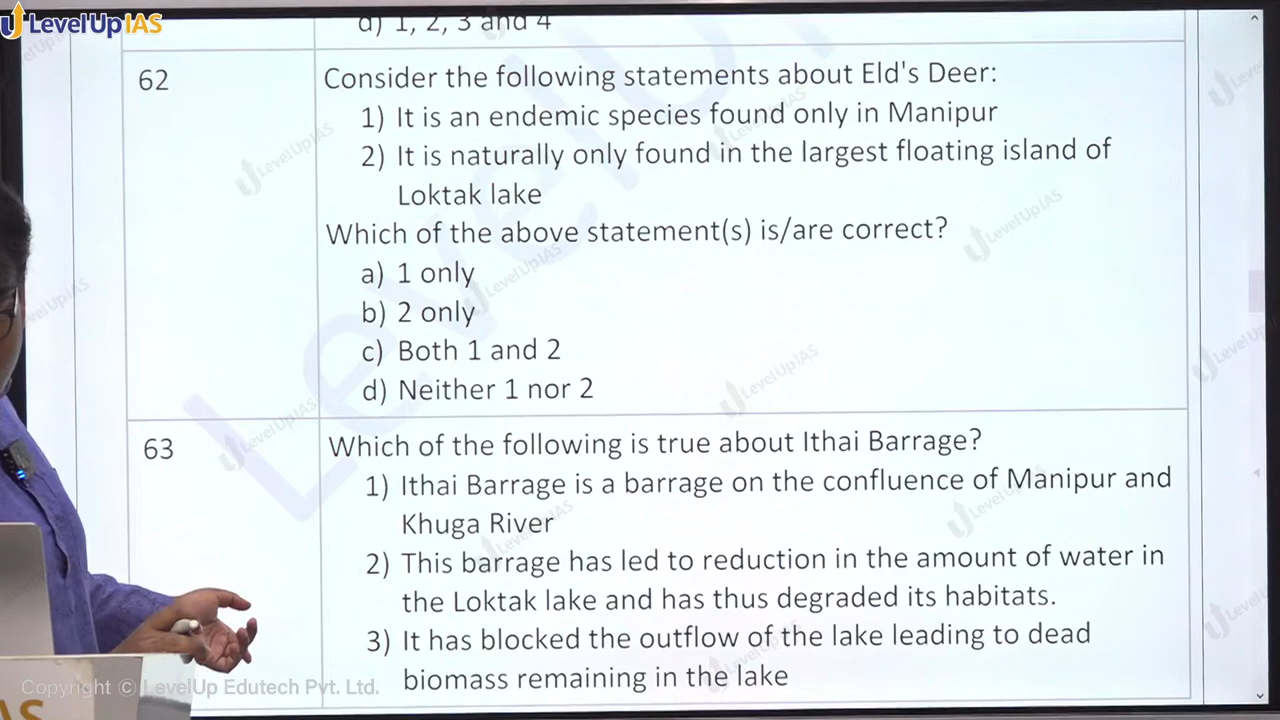 LevelUp IAS
d) 1, 2, 3 and 4
62
Consider the following statements about Eld's Deer:
1) It is an endemic species found only in Manipur
2) It is naturally only found in the largest floating island of
Loktak lake
Which of the above statement(s) is/are correct?
a) 1 only
b) 2 only
c) Both 1 and 2
d) Neither 1 nor 2
63
Which of the following is true about Ithai Barrage?
1) Ithai Barrage is a barrage on the confluence of Manipur and
Khuga River
2) This barrage has led to reduction in the amount of water in
the Loktak lake and has thus degraded its habitats.
3) It has blocked the outflow of the lake leading to dead
biomass remaining in the lake
Copyright © LevelUp Edutech Pvt. Ltd.